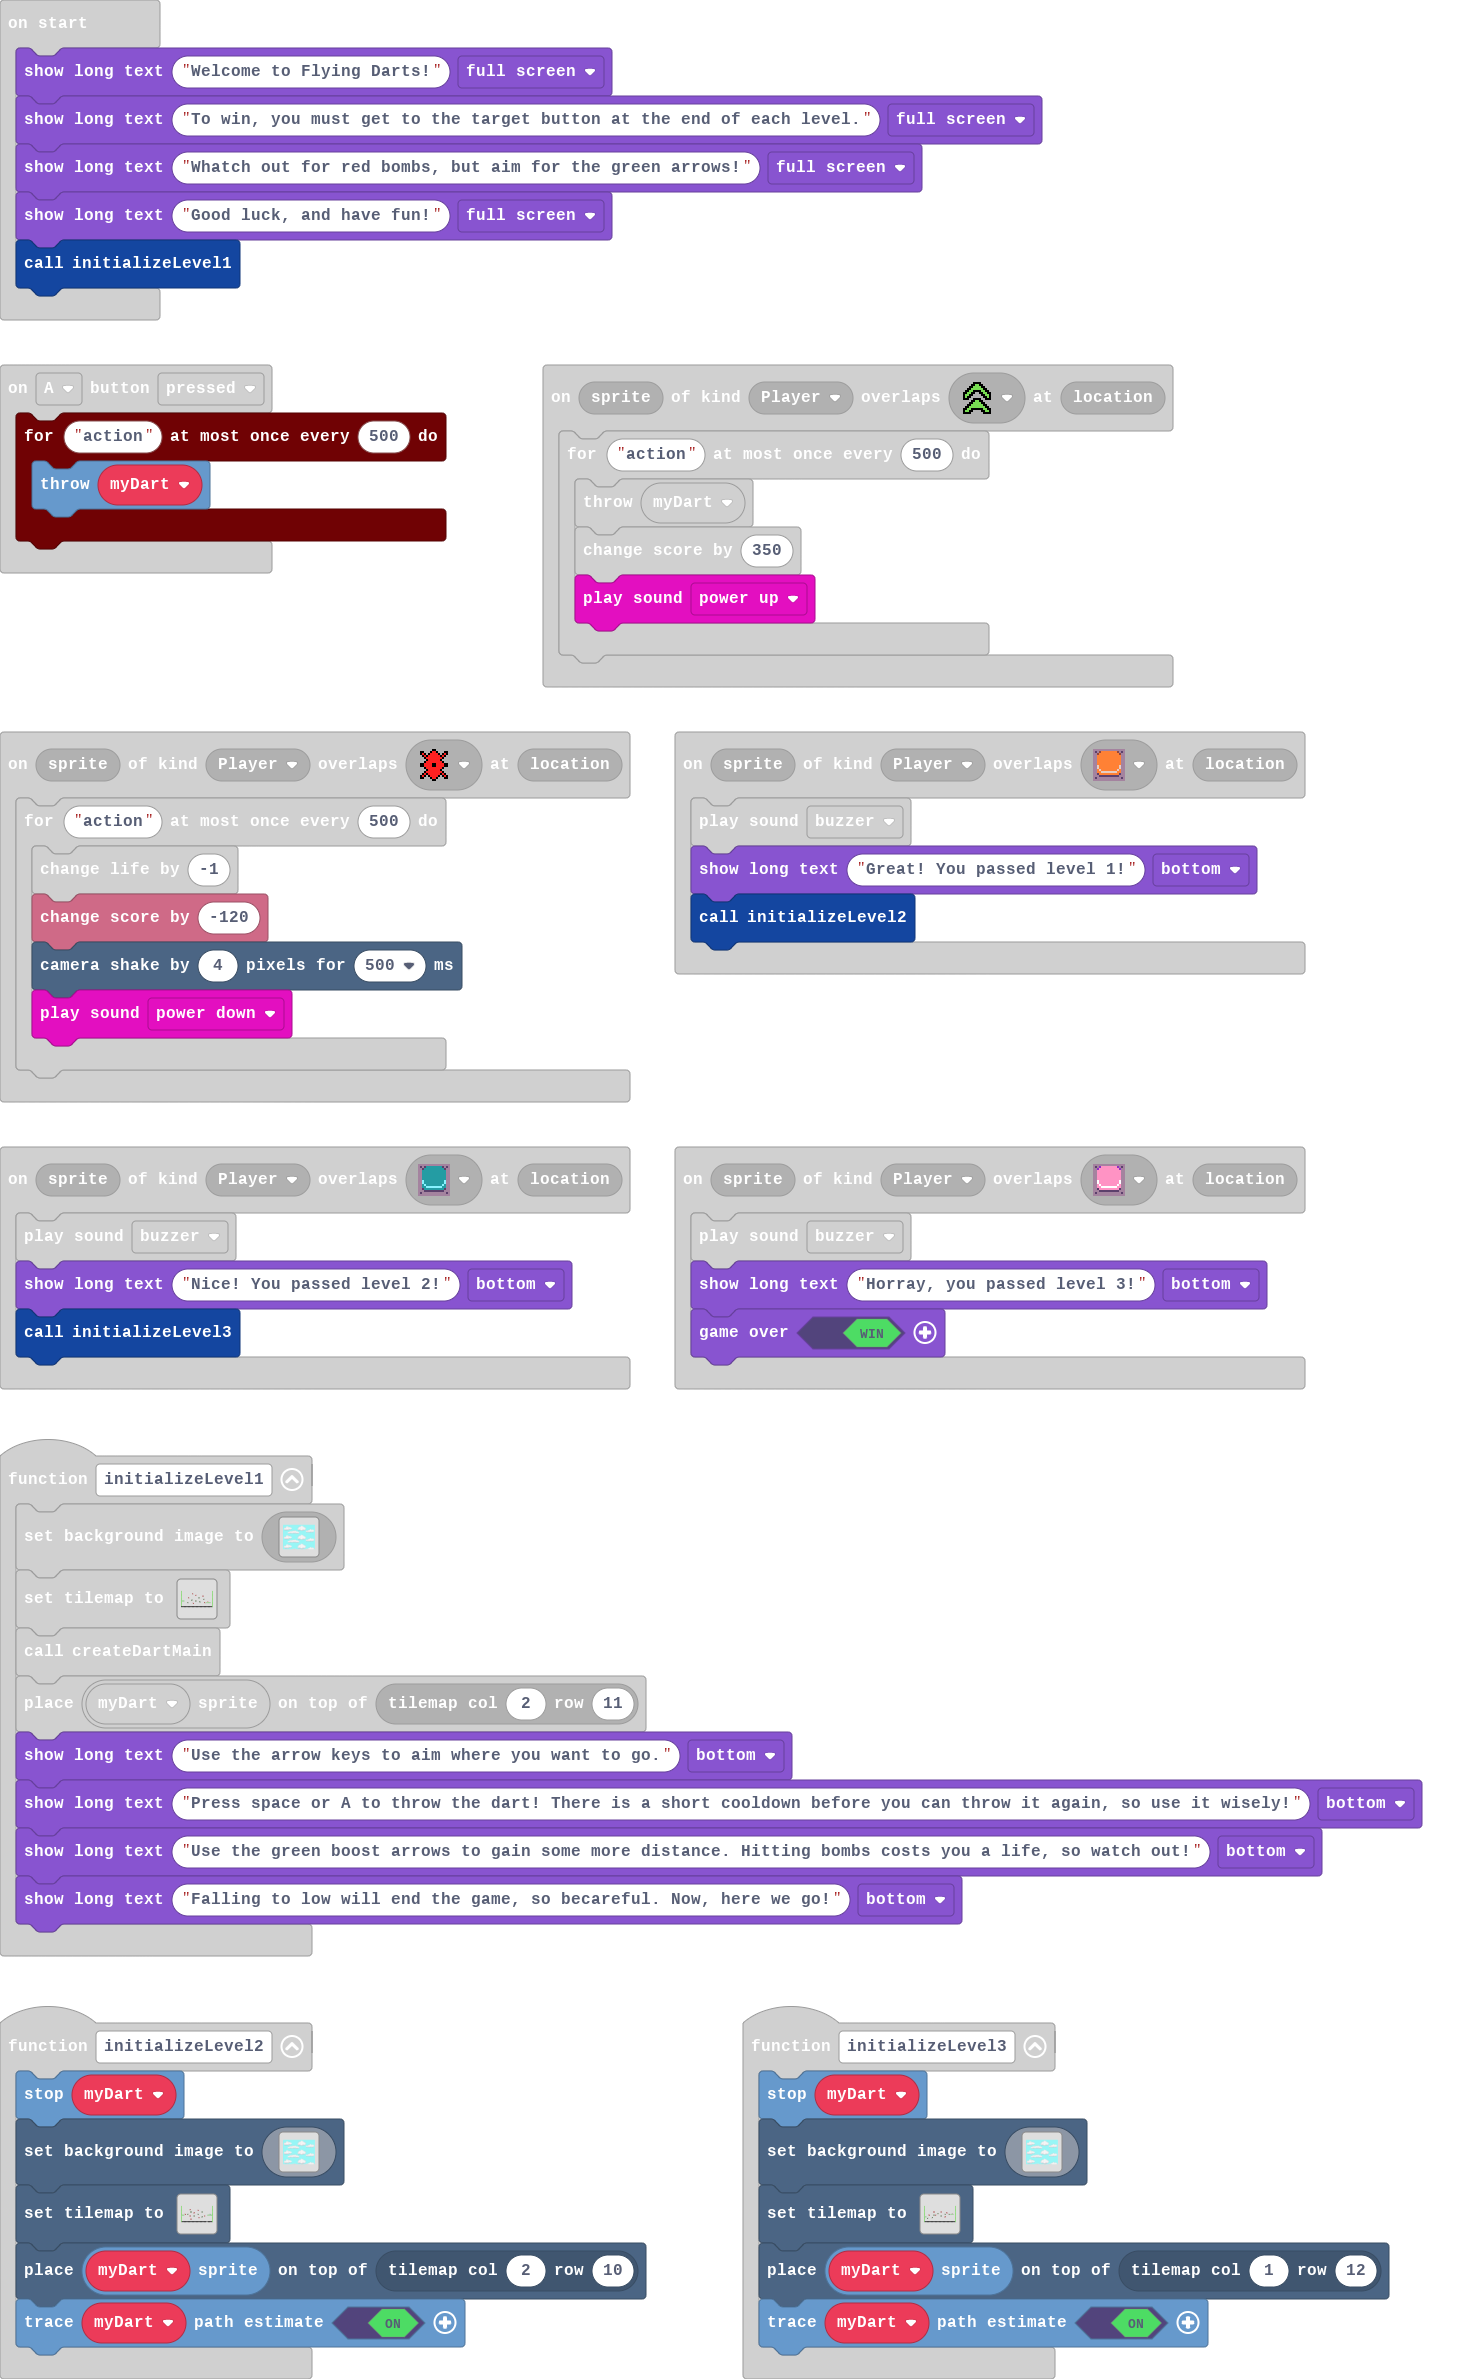 on start
show long text "Welcome to Flying Darts!" full screen
show long text "To win, you must get to the target button at the end of each level." full screen
show long text "Whatch out for red bombs, but aim for the green arrows!" full screen
show long text "Good luck, and have fun!" full screen
call initializeLevel1
on A button pressed
for "action" at most once every 500 do
throw myDart
on sprite of kind Player overlaps at location
for "action" at most once every 500 do
throw myDart
change score by 350
play sound power up
on sprite of kind Player overlaps at location
for "action" at most once every 500 do
change life by -1
change score by -120
camera shake by 4 pixels for 500 ms
play sound power down
on sprite of kind Player overlaps at location
play sound buzzer
show long text "Great! You passed level 1!" bottom
call initializeLevel2
on sprite of kind Player overlaps at location
play sound buzzer
show long text "Nice! You passed level 2!" bottom
call initializeLevel3
on sprite of kind Player overlaps at location
play sound buzzer
show long text "Horray, you passed level 3!" bottom
game over WIN
function initializeLevel1
set background image to
set tilemap to
call createDartMain
place myDart sprite on top of tilemap col 2 row 11
show long text "Use the arrow keys to aim where you want to go." bottom
show long text "Press space or A to throw the dart! There is a short cooldown before you can throw it again, so use it wisely!" bottom
show long text "Use the green boost arrows to gain some more distance. Hitting bombs costs you a life, so watch out!" bottom
show long text "Falling to low will end the game, so becareful. Now, here we go!" bottom
function initializeLevel2
stop myDart
set background image to
set tilemap to
place myDart sprite on top of tilemap col 2 row 10
trace myDart path estimate ON
function initializeLevel3
stop myDart
set background image to
set tilemap to
place myDart sprite on top of tilemap col 1 row 12
trace myDart path estimate ON